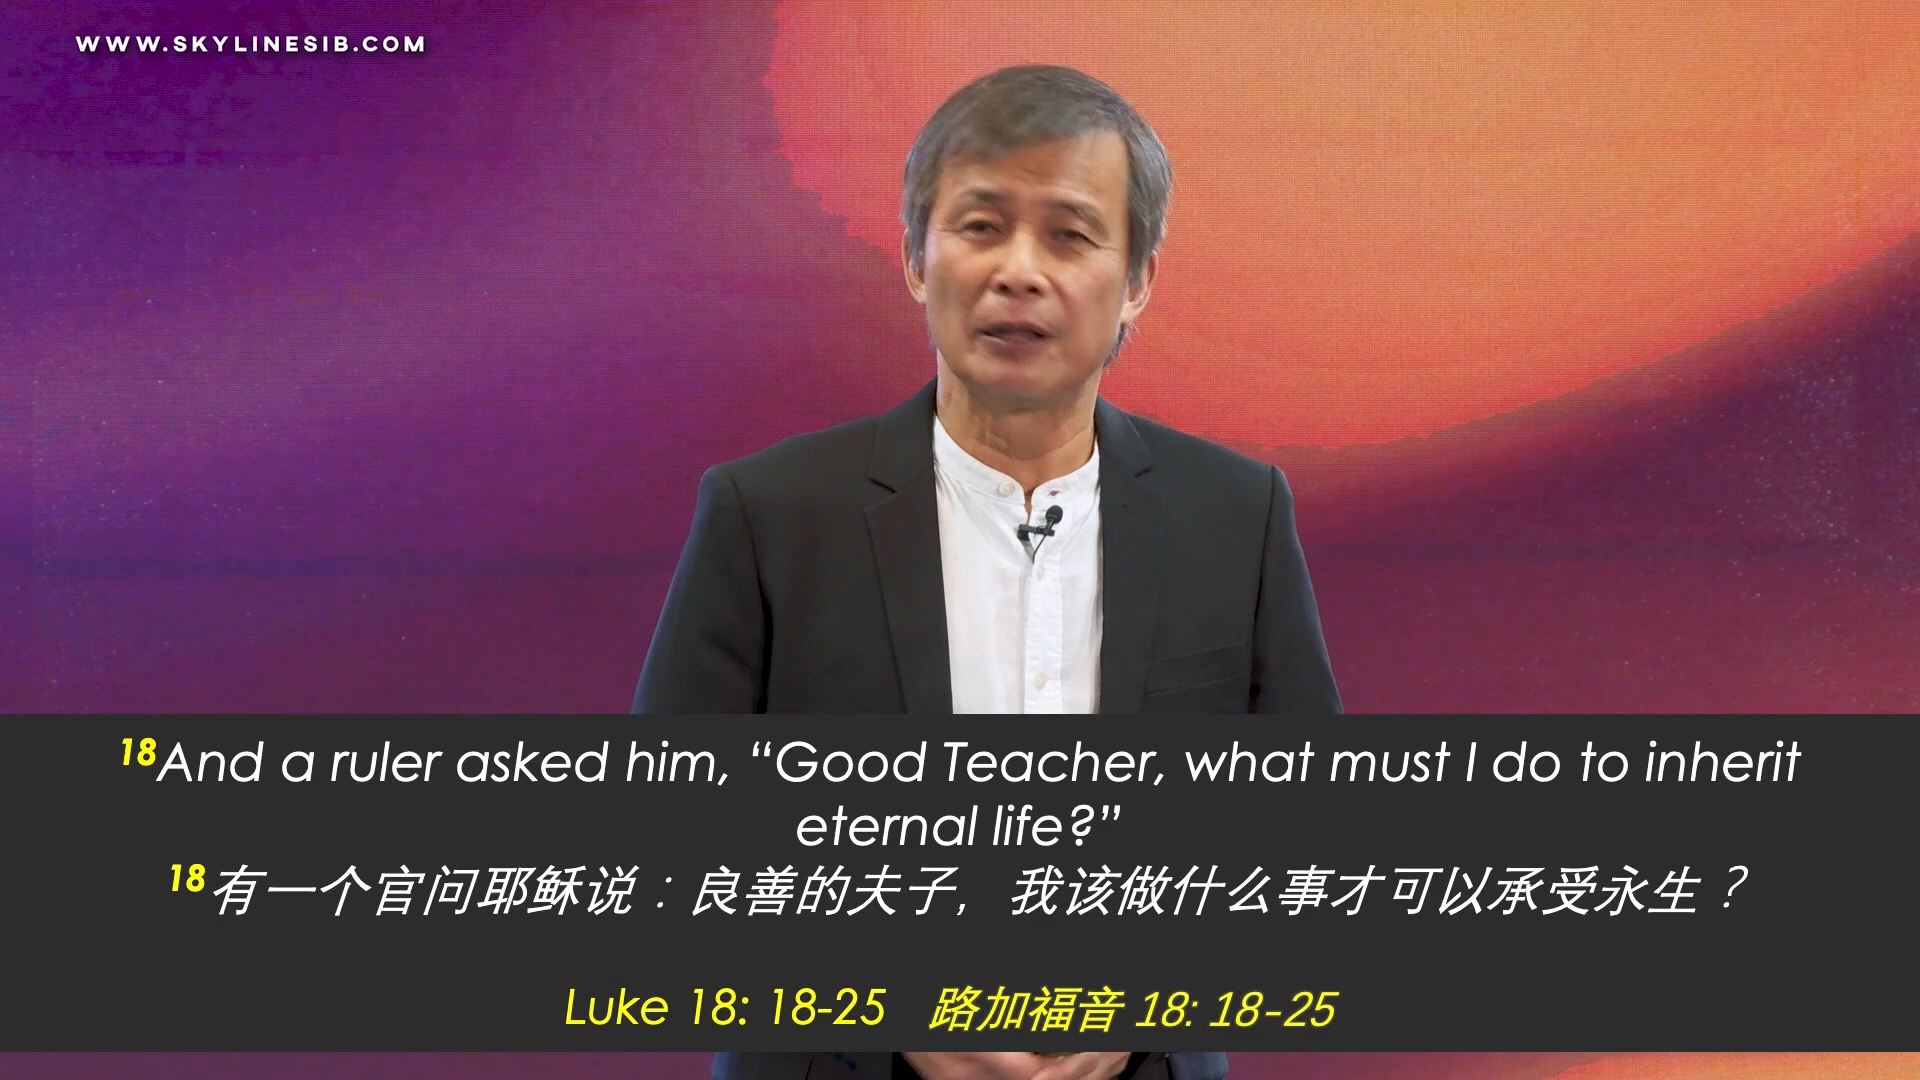 WWW.SKYLINESIB.COM
18And a ruler asked him, “Good Teacher, what must I do to inherit
eternal life?”
18有一个官问耶稣说：良善的夫子，我该做什么事才可以承受永生？
Luke 18: 18-25 路加福音 18: 18-25